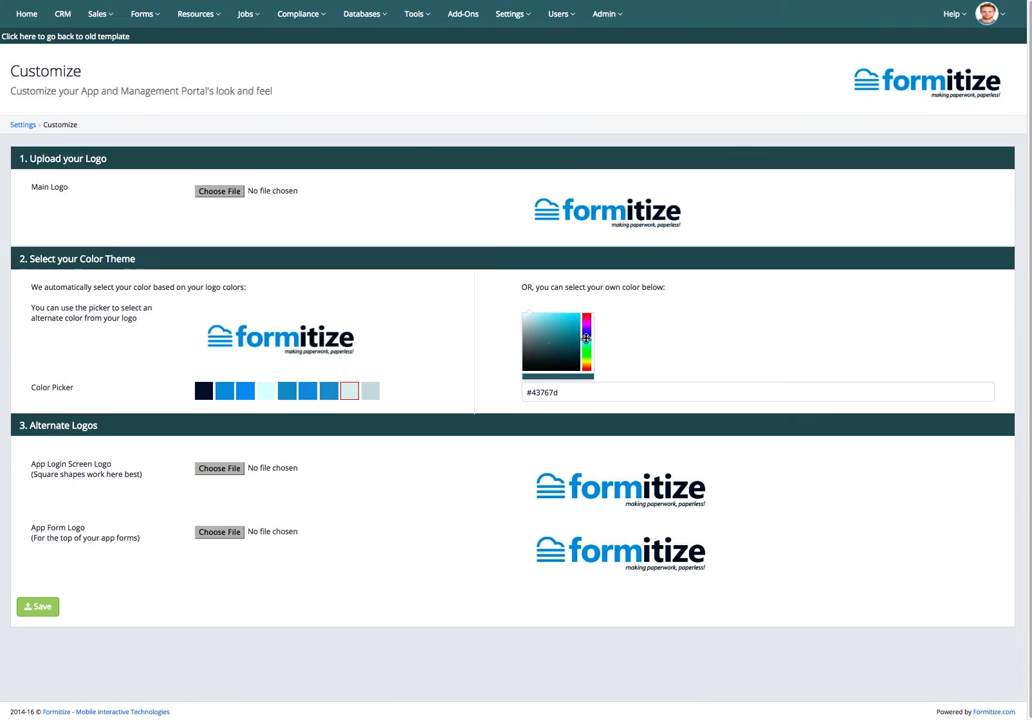 Home CRM Sales Forms Resources Jobs Compliance Databases Tools Add-Ons Settings Users Admin Help
Click here to go back to old template
Customize
Customize your App and Management Portal's look and feel
formitize
making paperwork, paperless!
Settings › Customize
1. Upload your Logo
Main Logo
Choose File No file chosen
formitize
making paperwork, paperless!
2. Select your Color Theme
We automatically select your color based on your logo colors:
You can use the picker to select an
alternate color from your logo
formitize
making paperwork, paperless!
Color Picker
OR, you can select your own color below:
#43767d
3. Alternate Logos
App Login Screen Logo
(Square shapes work here best)
Choose File No file chosen
formitize
making paperwork, paperless!
App Form Logo
(For the top of your app forms)
Choose File No file chosen
formitize
making paperwork, paperless!
Save
2014-16 © Formitize - Mobile Interactive Technologies
Powered by Formitize.com